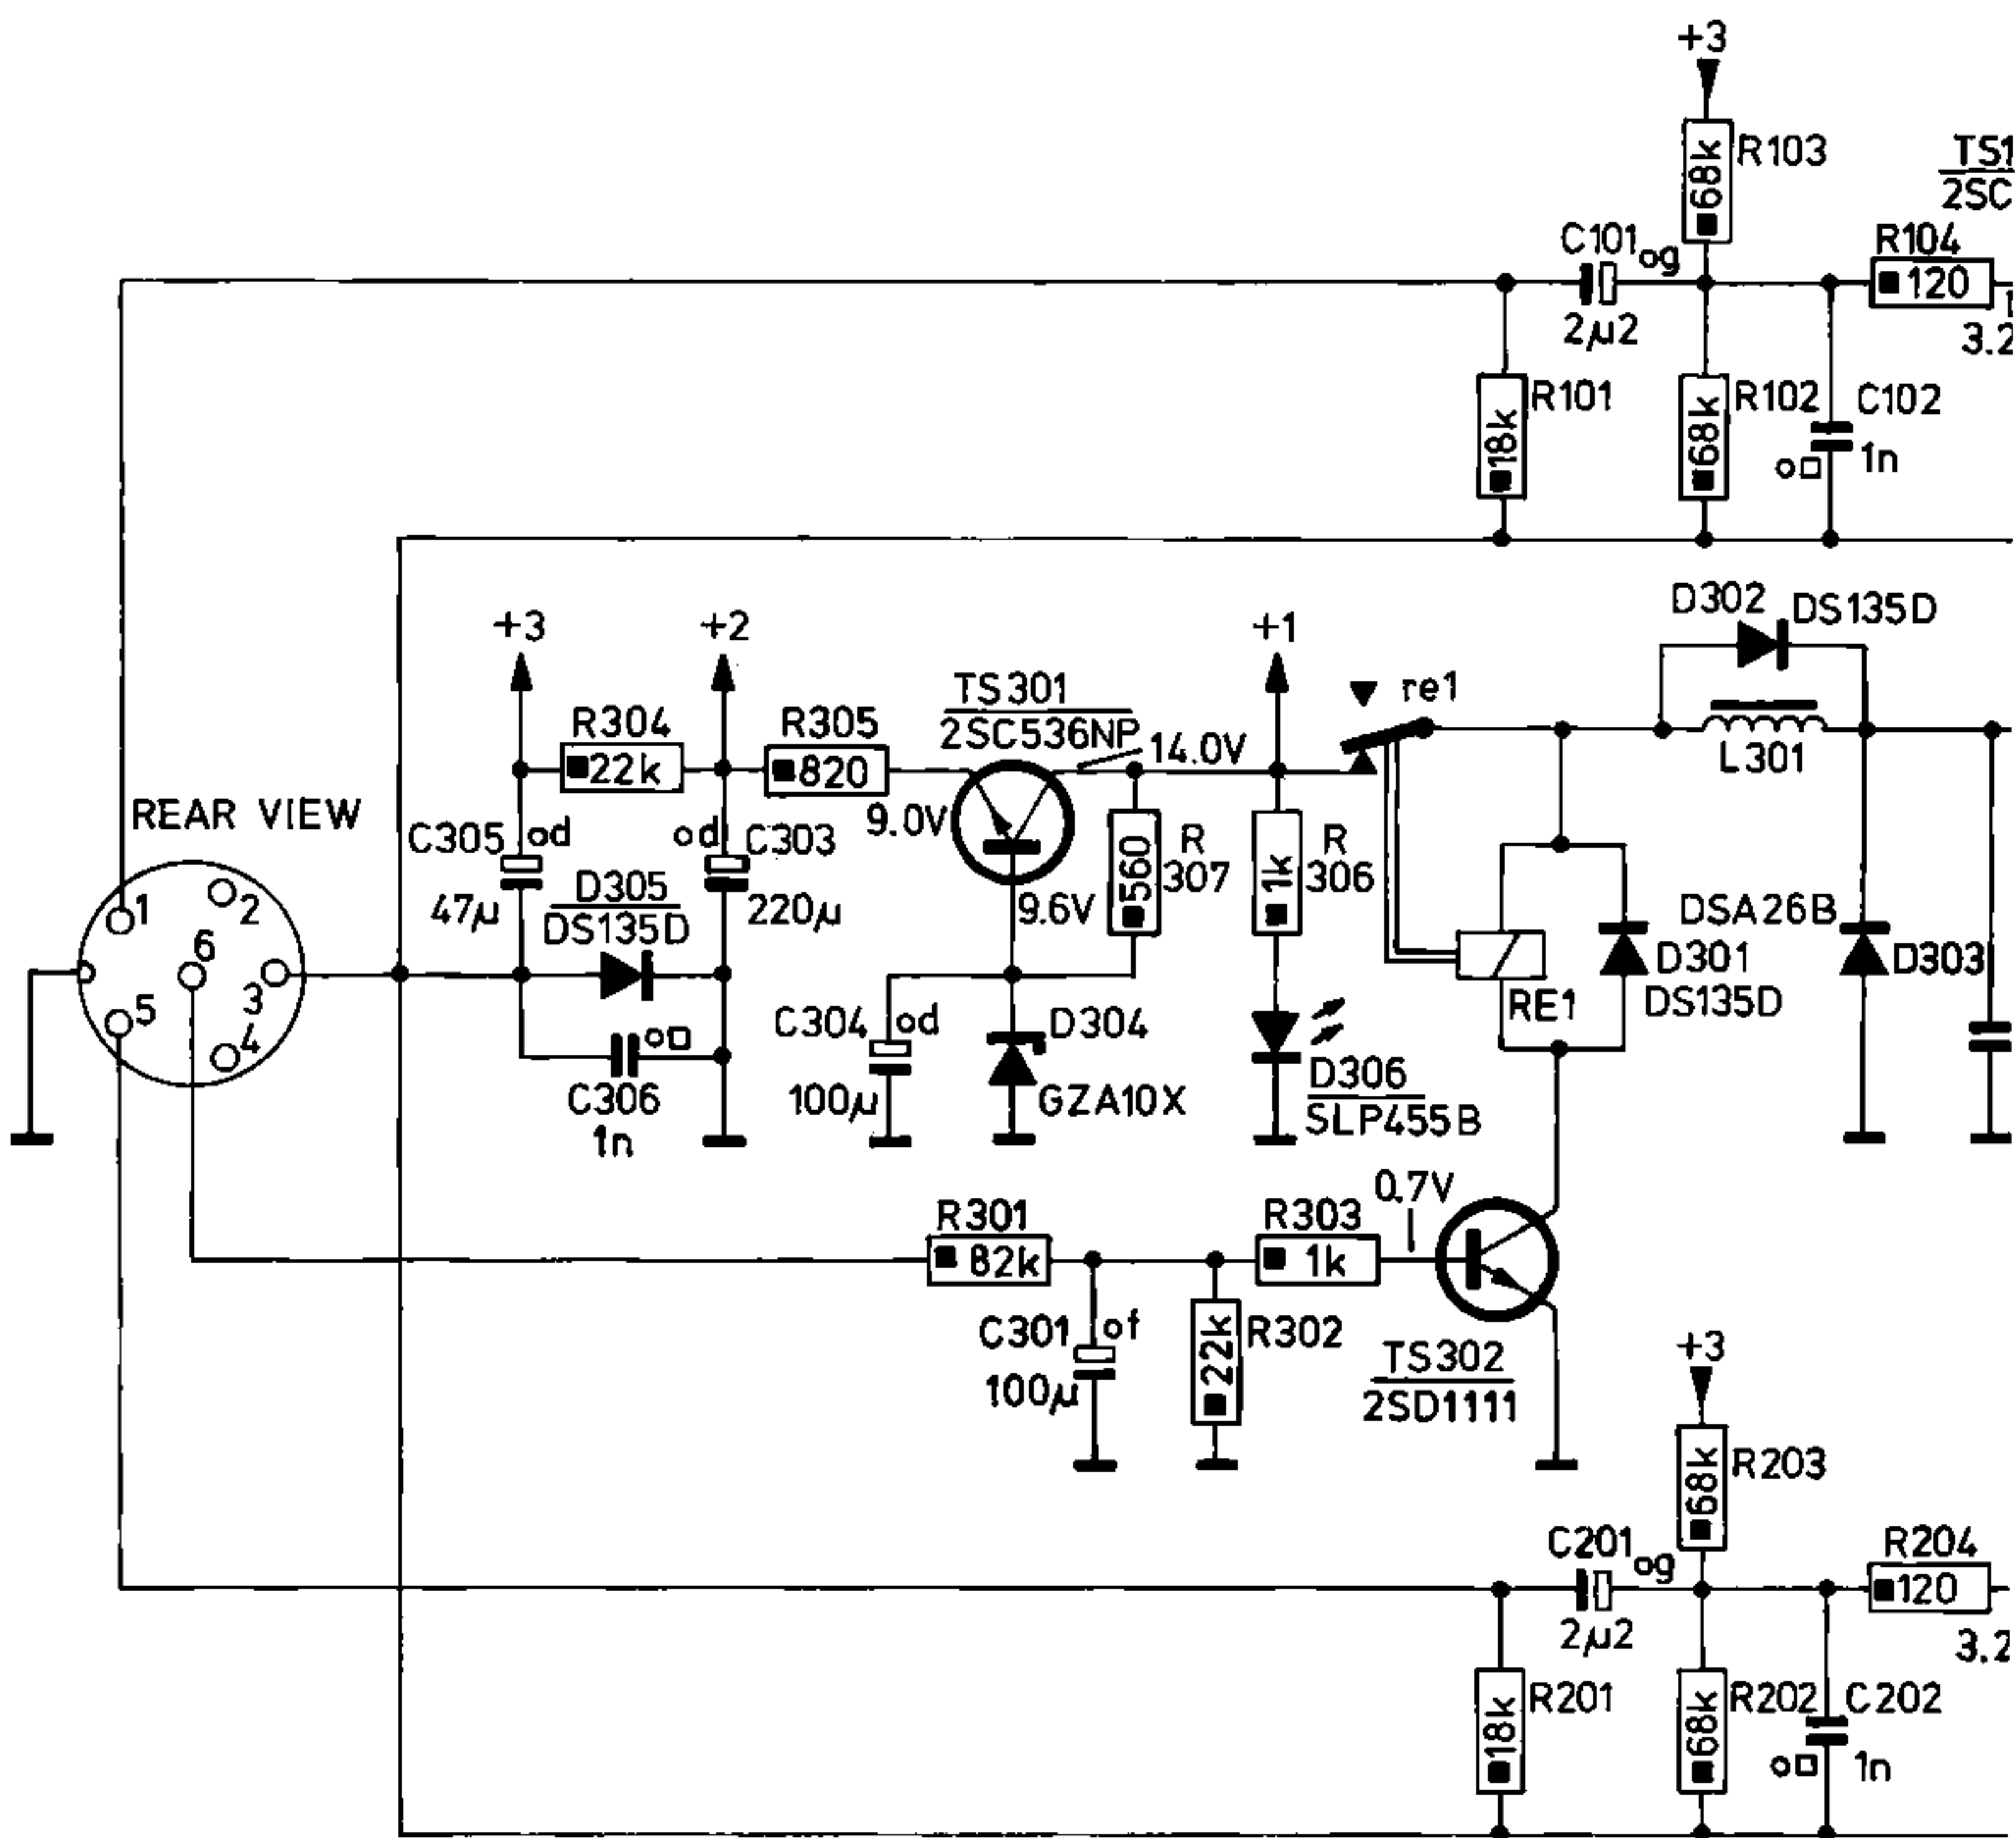 +3
R103
68k
TS1
2SC
C101
og
2µ2
R104
120
3.2
1
R101
18k
R102
68k
C102
1n
+3
+2
+1
D302
DS135D
TS301
2SC536NP
14.0V
re1
R304
22k
R305
820
L301
REAR VIEW
9.0V
C305
od
47µ
od
C303
220µ
D305
DS135D
9.6V
560
R
307
1k
R
306
1
2
6
3
5
4
DSA26B
D303
D301
DS135D
RE1
C306
1n
C304
od
100µ
D304
GZA10X
D306
SLP455B
R301
82k
R303
1k
0.7V
C301
of
100µ
22k
R302
TS302
2SD1111
+3
R203
68k
C201
og
2µ2
R204
120
3.2
R201
18k
R202
68k
C202
1n